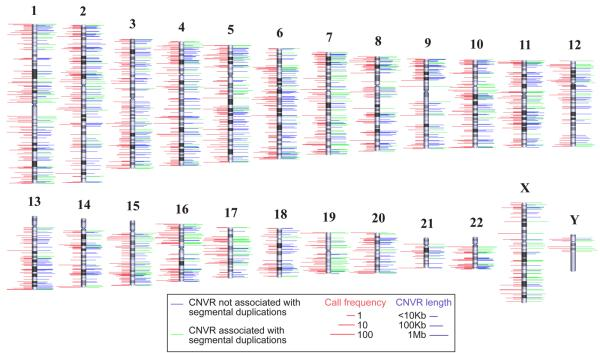 1 2 3 4 5 6 7 8 9 10 11 12
13 14 15 16 17 18 19 20 21 22 X Y
CNVR not associated with
segmental duplications
CNVR associated with
segmental duplications
Call frequency
1
10
100
CNVR length
<10Kb
100Kb
1Mb